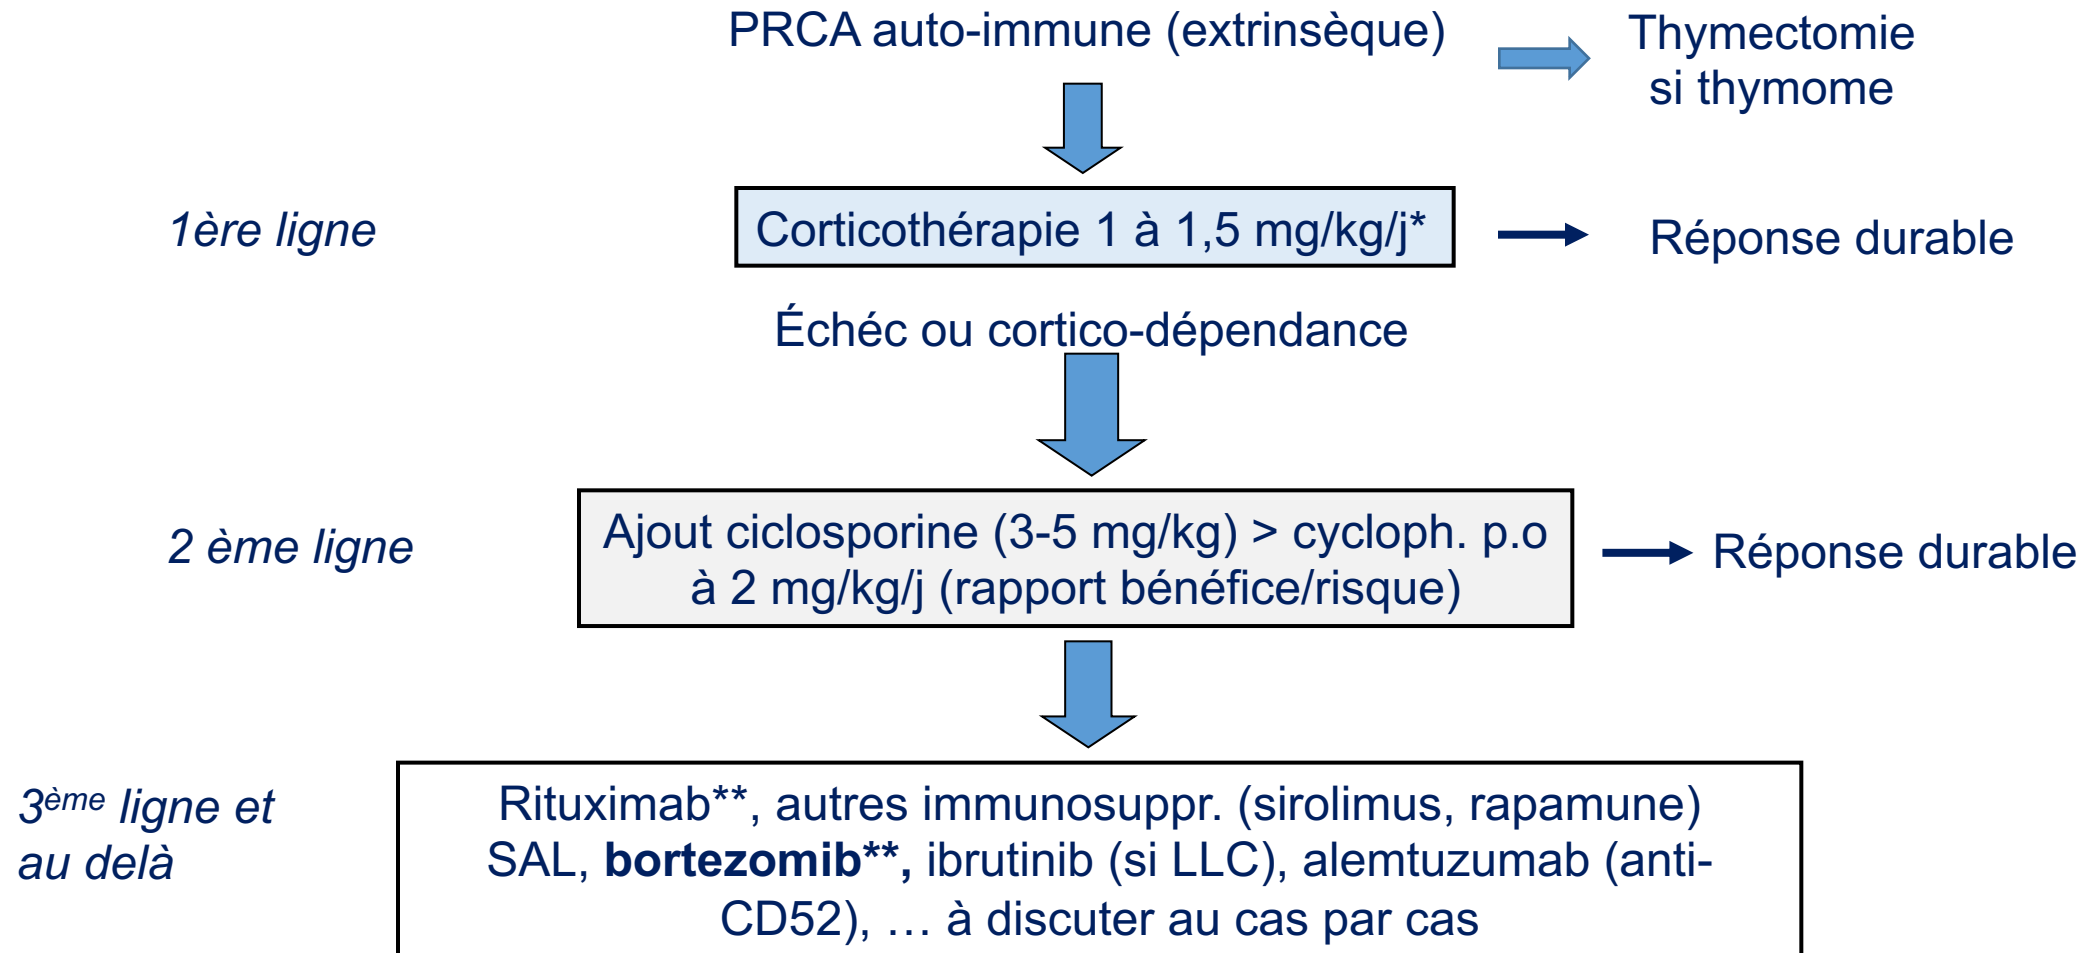 PRCA auto-immune (extrinsèque)
Thymectomie
si thymome
1ère ligne
Corticothérapie 1 à 1,5 mg/kg/j*
Réponse durable
Échéc ou cortico-dépendance
2 ème ligne
Ajout ciclosporine (3-5 mg/kg) > cycloph. p.o
à 2 mg/kg/j (rapport bénéfice/risque)
Réponse durable
3ème ligne et
au delà
Rituximab**, autres immunosuppr. (sirolimus, rapamune)
SAL, bortezomib**, ibrutinib (si LLC), alemtuzumab (anti-
CD52), … à discuter au cas par cas